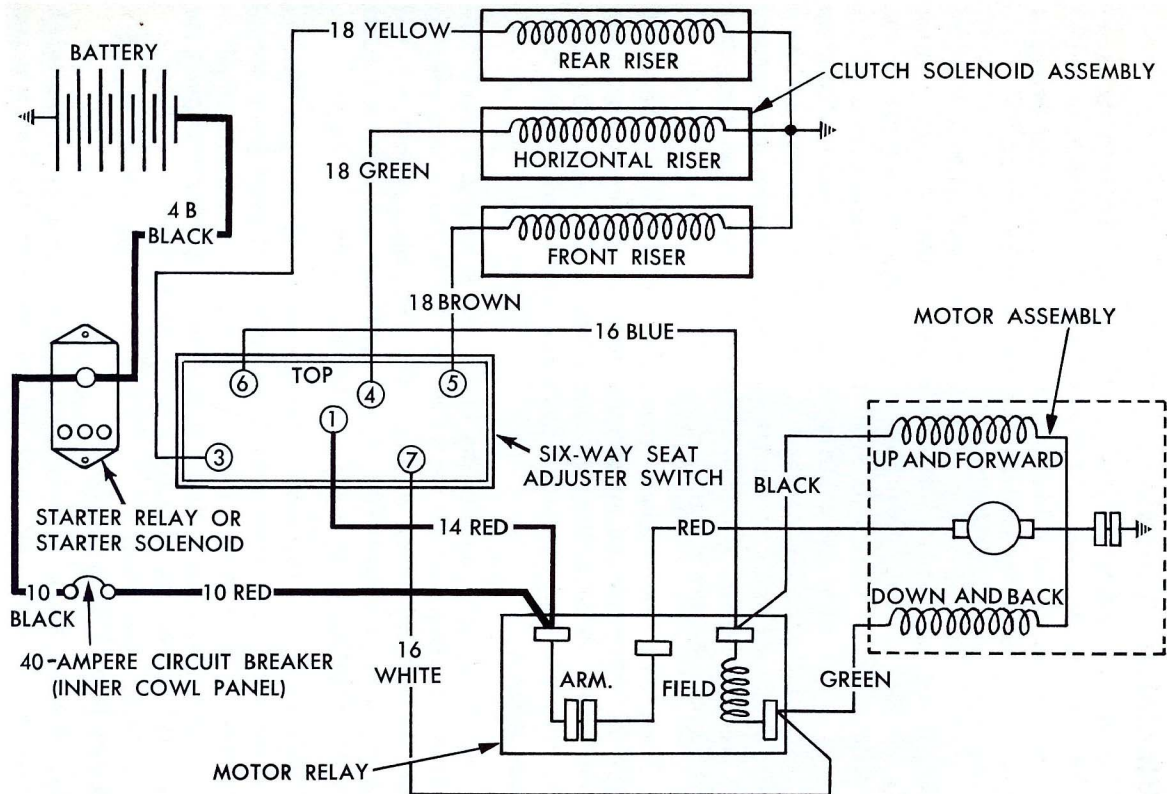 18 YELLOW
BATTERY
REAR RISER
CLUTCH SOLENOID ASSEMBLY
HORIZONTAL RISER
18 GREEN
4 B
BLACK
FRONT RISER
18 BROWN
16 BLUE
MOTOR ASSEMBLY
TOP
6
4
5
1
3
7
SIX-WAY SEAT
ADJUSTER SWITCH
UP AND FORWARD
BLACK
STARTER RELAY OR
STARTER SOLENOID
14 RED
RED
DOWN AND BACK
10
BLACK
10 RED
40-AMPERE CIRCUIT BREAKER
(INNER COWL PANEL)
16
WHITE
ARM.
FIELD
GREEN
MOTOR RELAY